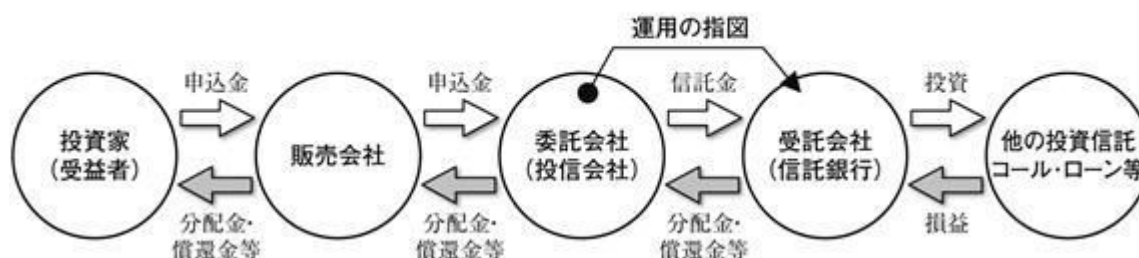 運用の指図
申込金
申込金
信託金
投資
投資家
(受益者)
販売会社
委託会社
(投信会社)
受託会社
(信託銀行)
他の投資信託
コール・ローン等
分配金・
償還金等
分配金・
償還金等
分配金・
償還金等
損益